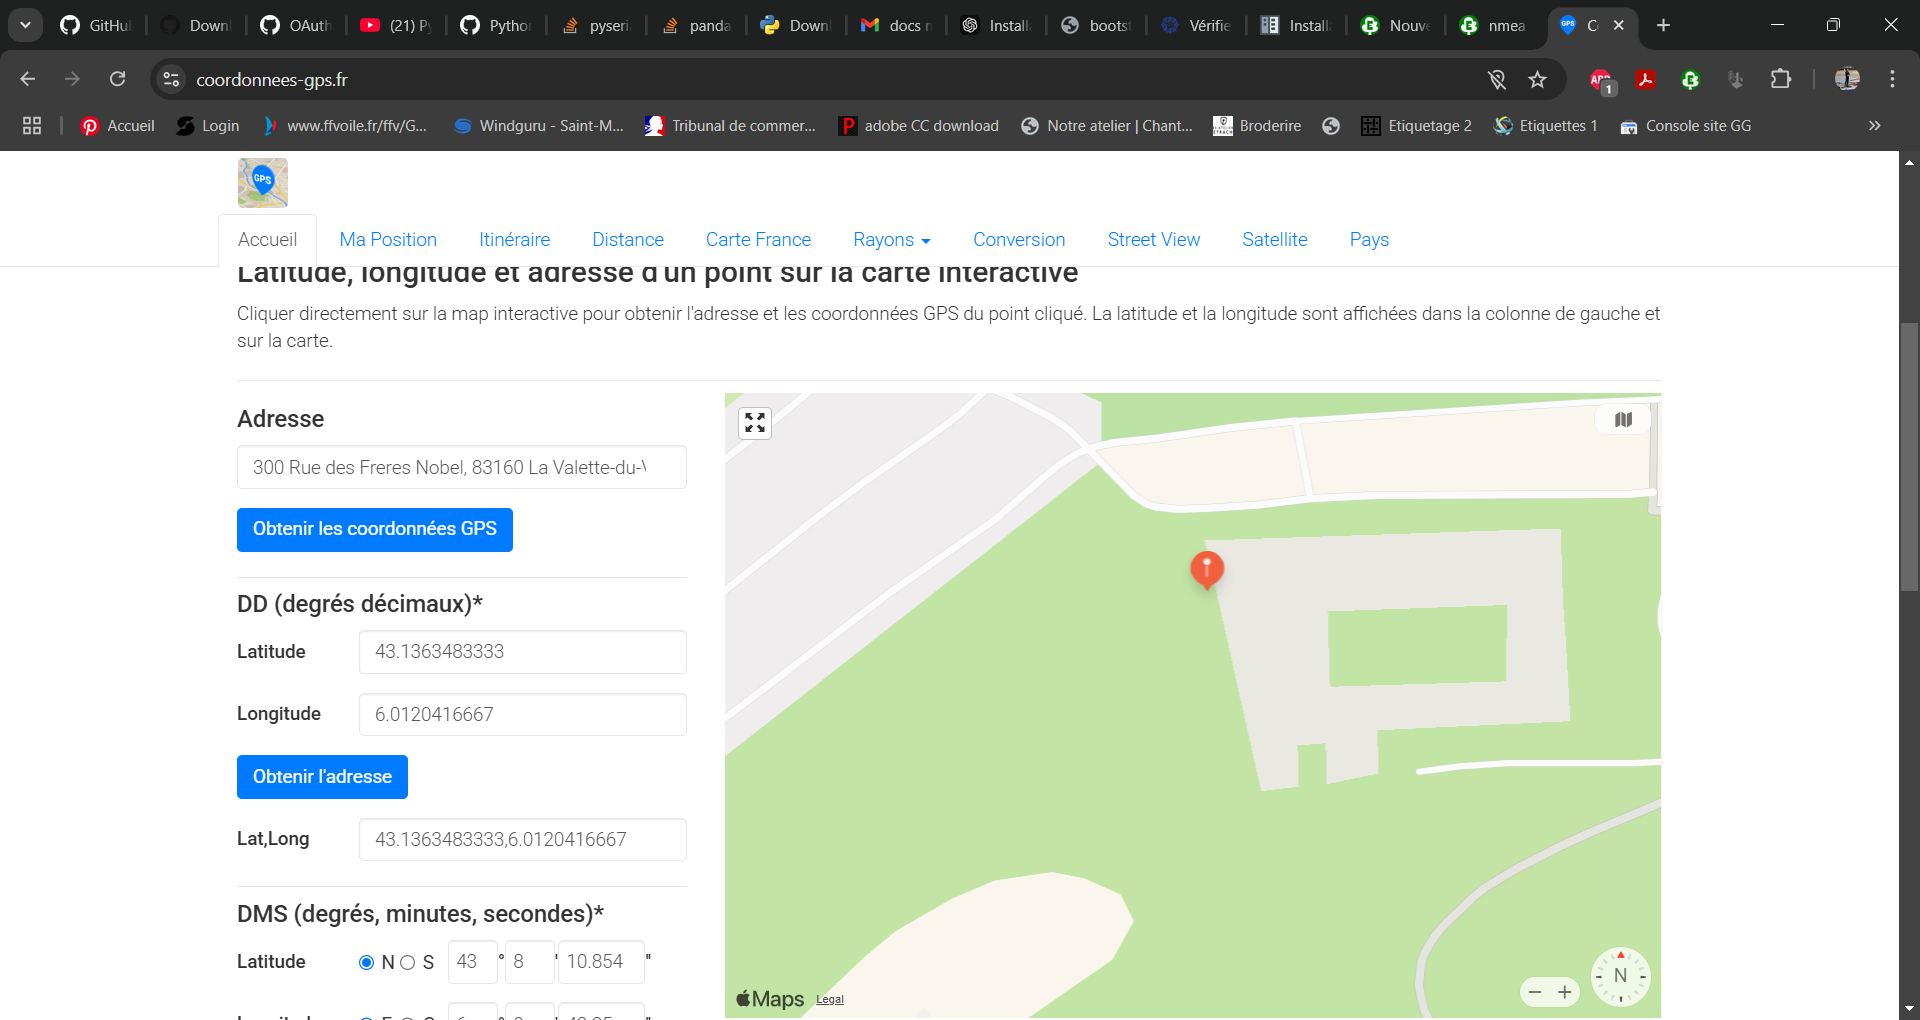 GitHu
Down
OAuth
(21) P
Pytho
pyseri
panda
Down
docs n
Install
boots
Vérifie
Install
Nouve
nmea
C
coordonnees-gps.fr
ABP
1
Accueil
Login
www.ffvoile.fr/ffv/G...
Windguru - Saint-M...
Tribunal de commer...
adobe CC download
Notre atelier | Chant...
Broderire
Etiquetage 2
Etiquettes 1
Console site GG
GPS
Accueil
Ma Position
Itinéraire
Distance
Carte France
Rayons
Conversion
Street View
Satellite
Pays
Latitude, longitude et adresse d'un point sur la carte interactive
Cliquer directement sur la map interactive pour obtenir l'adresse et les coordonnées GPS du point cliqué. La latitude et la longitude sont affichées dans la colonne de gauche et
sur la carte.
Adresse
300 Rue des Freres Nobel, 83160 La Valette-du-
Obtenir les coordonnées GPS
DD (degrés décimaux)*
Latitude
43.1363483333
Longitude
6.0120416667
Obtenir l'adresse
Lat,Long
43.1363483333,6.0120416667
DMS (degrés, minutes, secondes)*
Latitude
N S 43 ° 8 ' 10.854 "
Maps
Legal
N